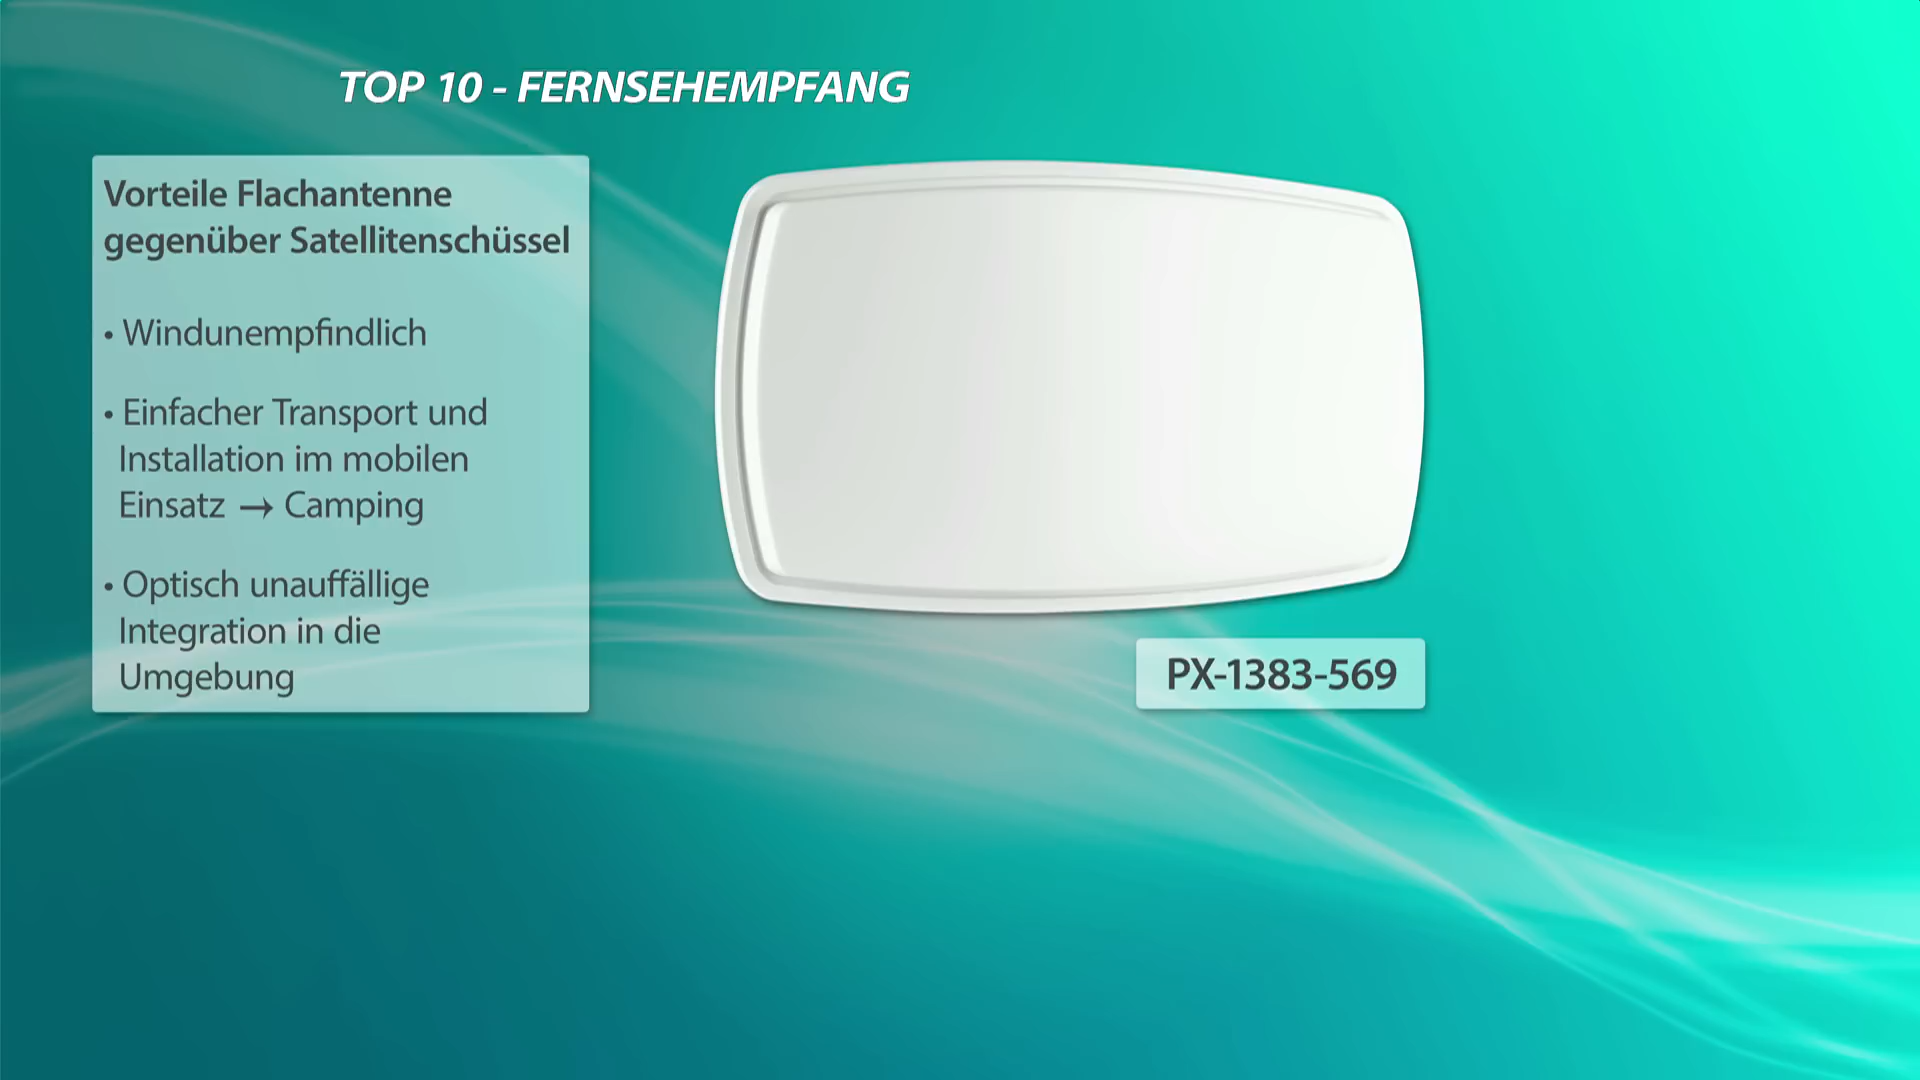 TOP 10 - FERNSEHEMPFANG
Vorteile Flachantenne
gegenüber Satellitenschüssel
• Windunempfindlich
• Einfacher Transport und
Installation im mobilen
Einsatz → Camping
• Optisch unauffällige
Integration in die
Umgebung
PX-1383-569